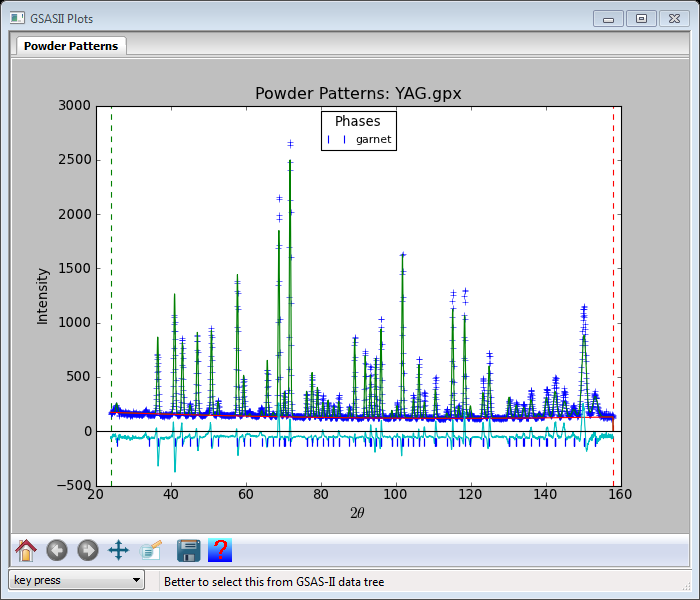 GSASII Plots
Powder Patterns
Powder Patterns: YAG.gpx
Phases
garnet
3000
2500
2000
1500
1000
500
0
−500
Intensity
20 40 60 80 100 120 140 160
2θ
?
key press
Better to select this from GSAS-II data tree